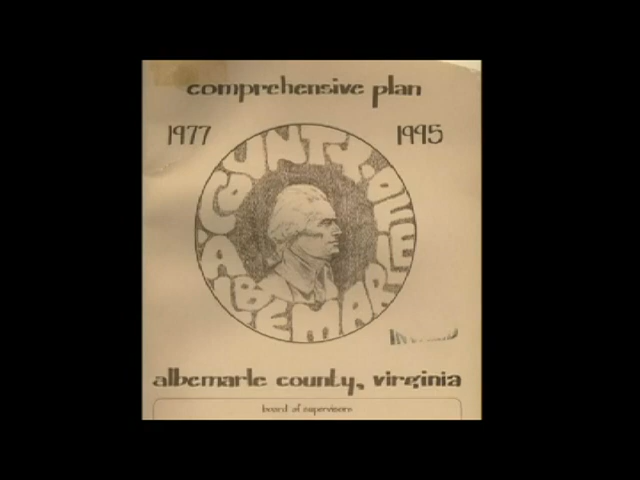 comprehensive plan
1977 1995
COUNTY OF
ALBEMARLE
albemarle county, virginia
board of supervisors